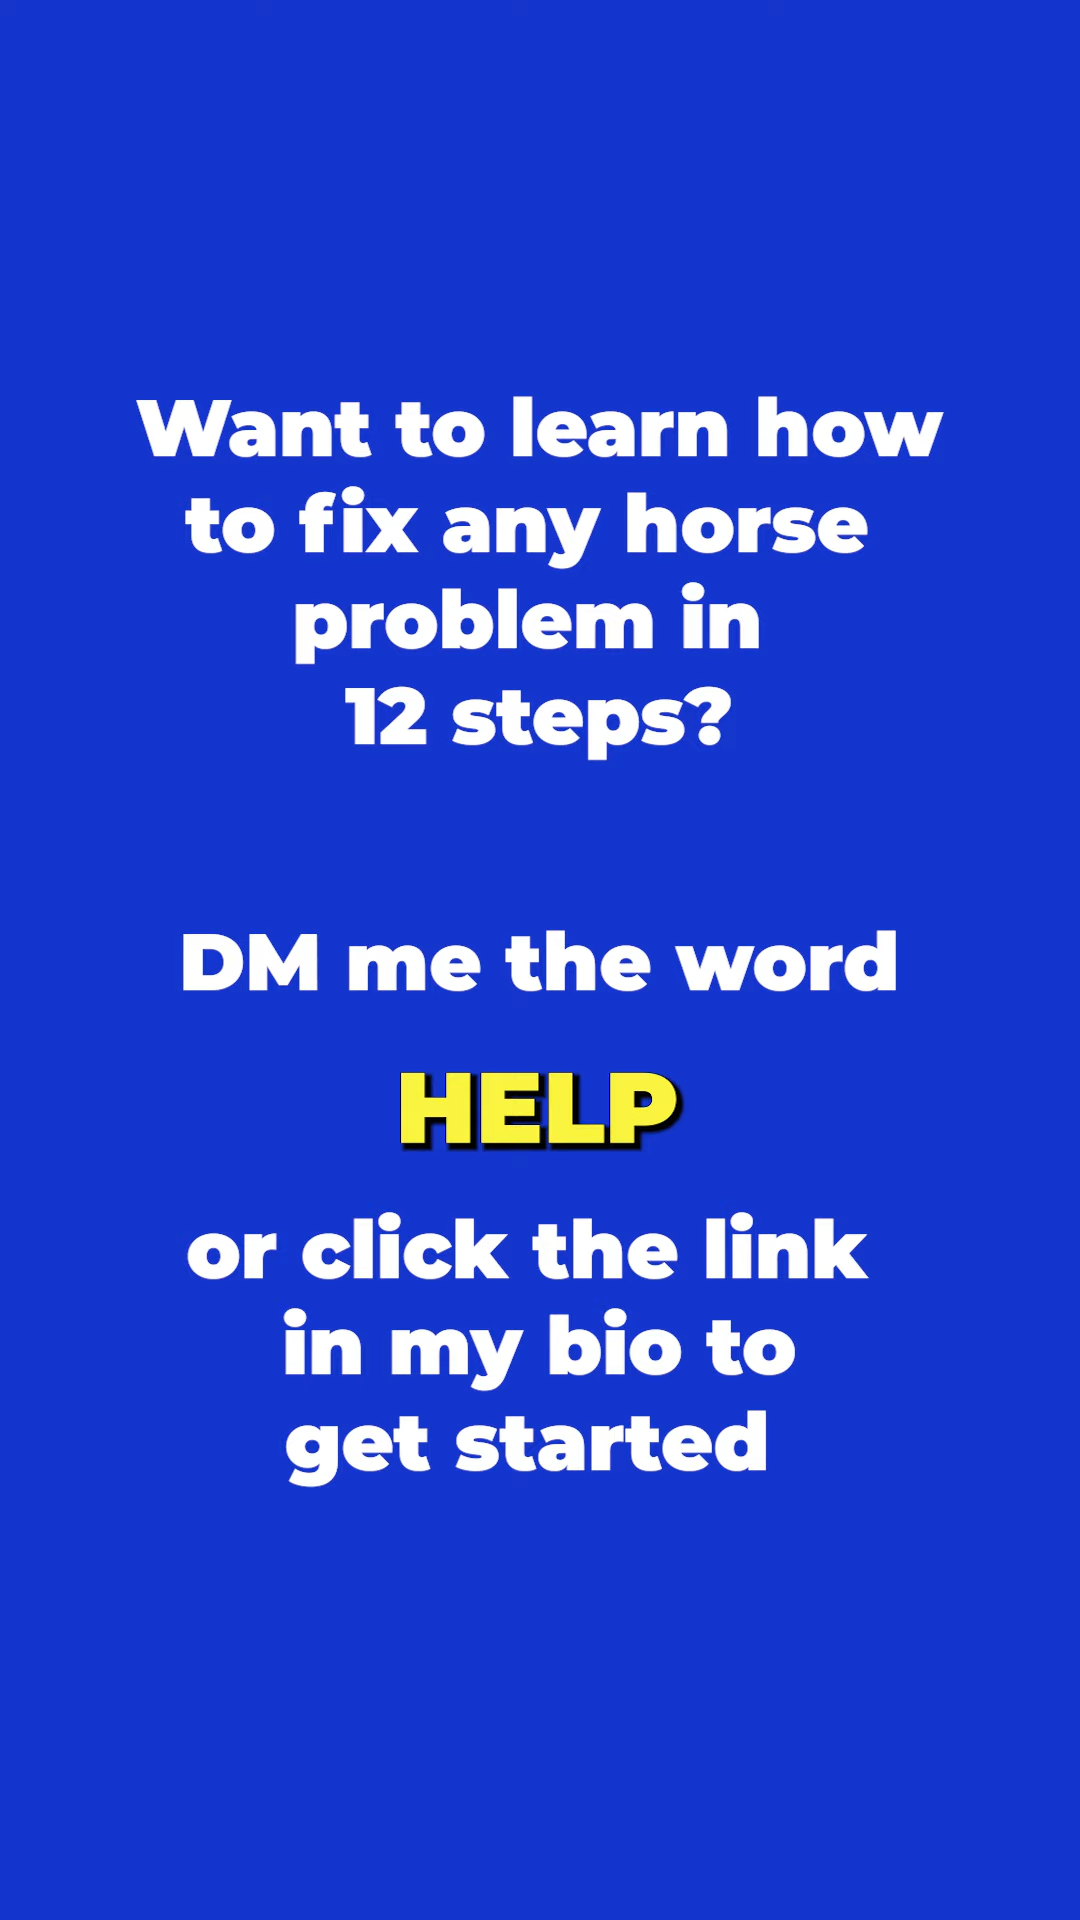 Want to learn how
to fix any horse
problem in
12 steps?
DM me the word
HELP
or click the link
in my bio to
get started